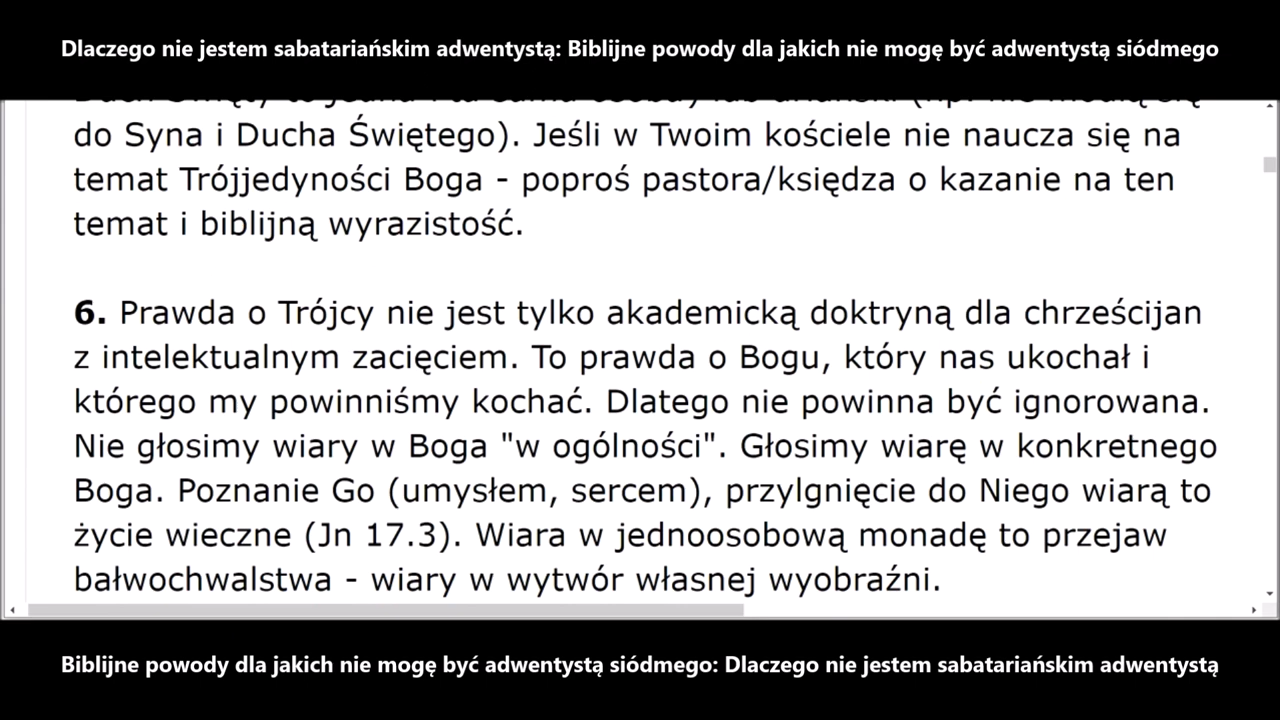 Dlaczego nie jestem sabatariańskim adwentystą: Biblijne powody dla jakich nie mogę być adwentystą siódmego
do Syna i Ducha Świętego). Jeśli w Twoim kościele nie naucza się na
temat Trójjedyności Boga - poproś pastora/księdza o kazanie na ten
temat i biblijną wyrazistość.
6. Prawda o Trójcy nie jest tylko akademicką doktryną dla chrześcijan
z intelektualnym zacięciem. To prawda o Bogu, który nas ukochał i
którego my powinniśmy kochać. Dlatego nie powinna być ignorowana.
Nie głosimy wiary w Boga "w ogólności". Głosimy wiarę w konkretnego
Boga. Poznanie Go (umysłem, sercem), przylgnięcie do Niego wiarą to
życie wieczne (Jn 17.3). Wiara w jednoosobową monadę to przejaw
bałwochwalstwa - wiary w wytwór własnej wyobraźni.
Biblijne powody dla jakich nie mogę być adwentystą siódmego: Dlaczego nie jestem sabatariańskim adwentystą